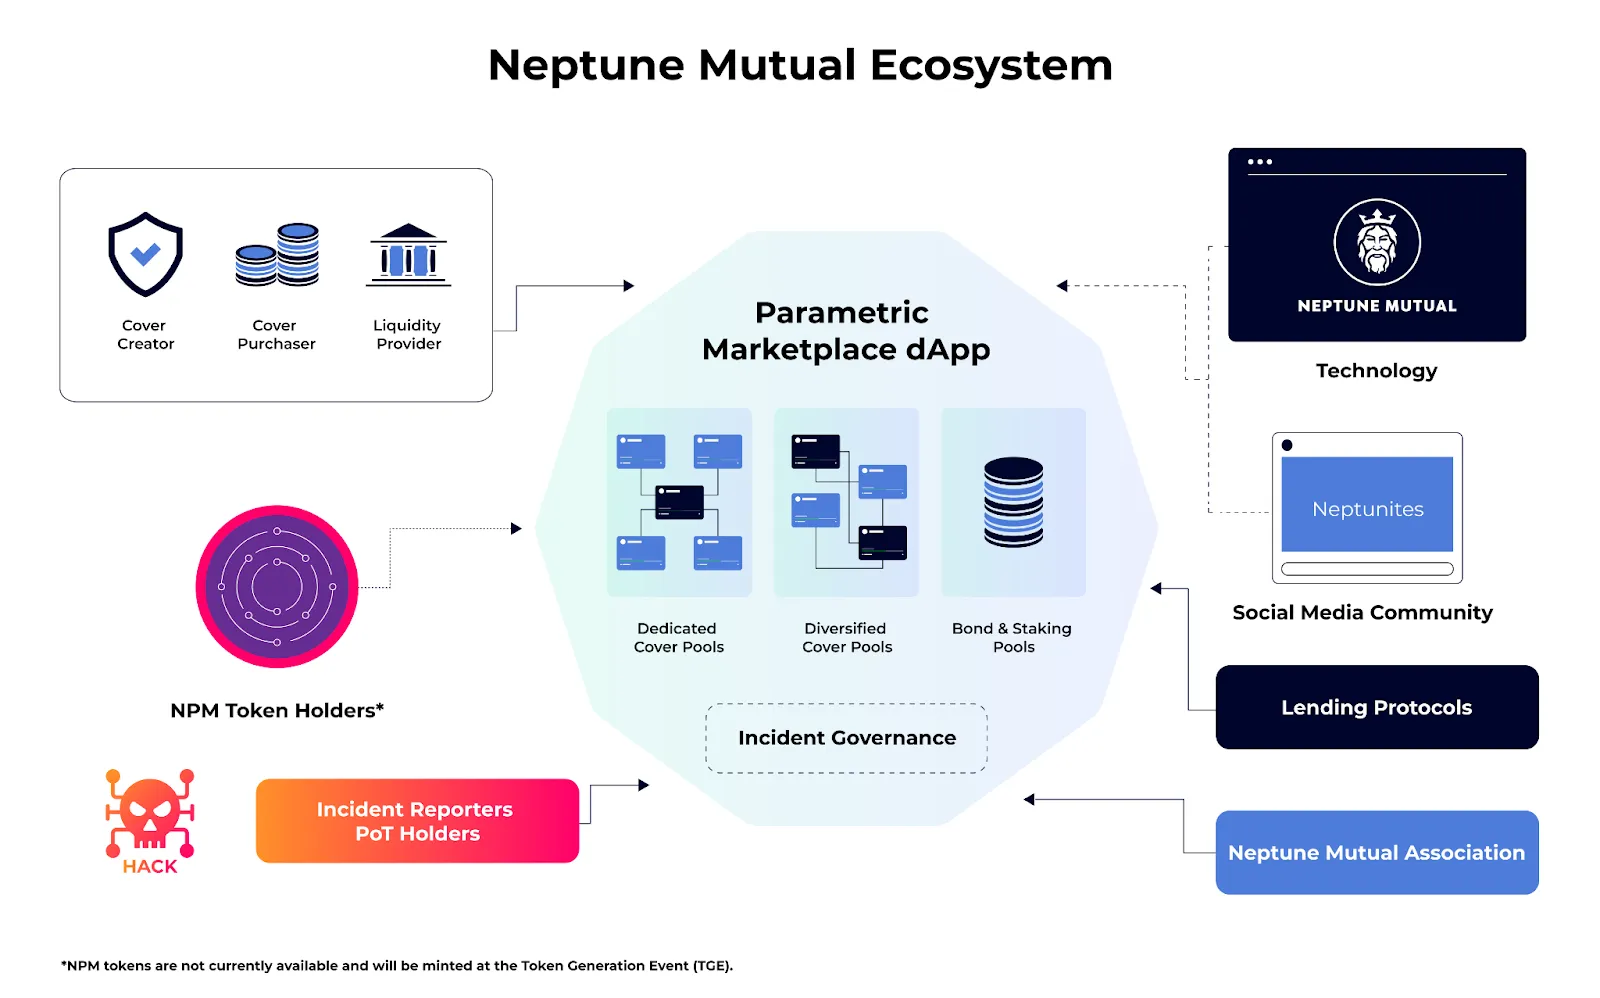 Neptune Mutual Ecosystem
Cover
Creator
Cover
Purchaser
Liquidity
Provider
NPM Token Holders*
HACK
Incident Reporters
PoT Holders
Parametric
Marketplace dApp
Dedicated
Cover Pools
Diversified
Cover Pools
Bond & Staking
Pools
Incident Governance
NEPTUNE MUTUAL
Technology
Neptunites
Social Media Community
Lending Protocols
Neptune Mutual Association
*NPM tokens are not currently available and will be minted at the Token Generation Event (TGE).